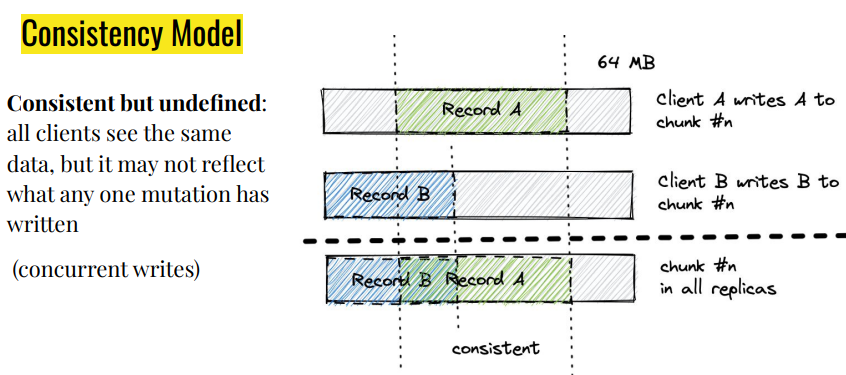 Consistency Model
Consistent but undefined:
all clients see the same
data, but it may not reflect
what any one mutation has
written
(concurrent writes)
64 MB
Record A
Client A writes A to
chunk #n
Record B
Client B writes B to
chunk #n
Record B Record A
chunk #n
in all replicas
consistent